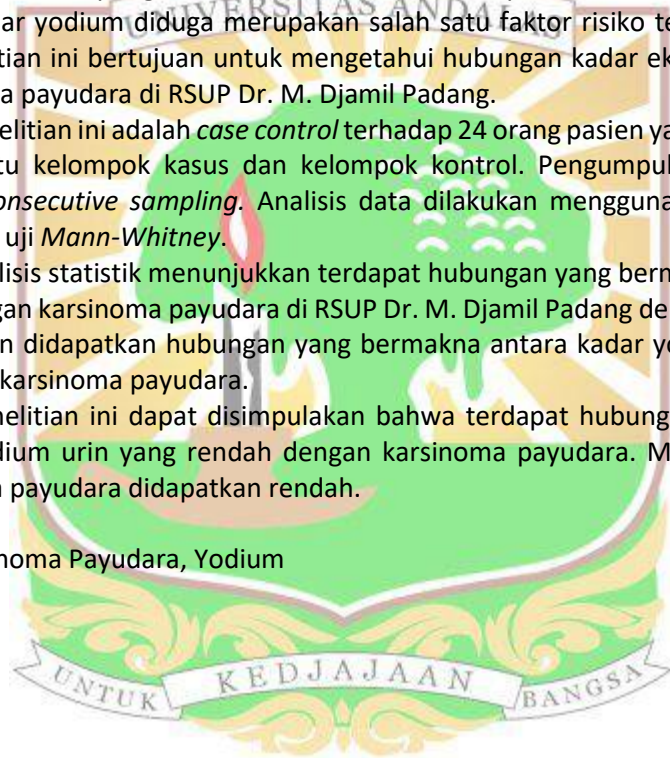 UNIVERSITAS ANDALAS
ar yodium diduga merupakan salah satu faktor risiko te
tian ini bertujuan untuk mengetahui hubungan kadar ek
a payudara di RSUP Dr. M. Djamil Padang.
elitian ini adalah case control terhadap 24 orang pasien ya
tu kelompok kasus dan kelompok kontrol. Pengumpul
onsecutive sampling. Analisis data dilakukan mengguna
uji Mann-Whitney.
alisis statistik menunjukkan terdapat hubungan yang bern
gan karsinoma payudara di RSUP Dr. M. Djamil Padang de
n didapatkan hubungan yang bermakna antara kadar y
karsinoma payudara.
nelitian ini dapat disimpulakan bahwa terdapat hubung
dium urin yang rendah dengan karsinoma payudara. M
a payudara didapatkan rendah.
noma Payudara, Yodium
UNTUK KEDJAJAAN BANGSA